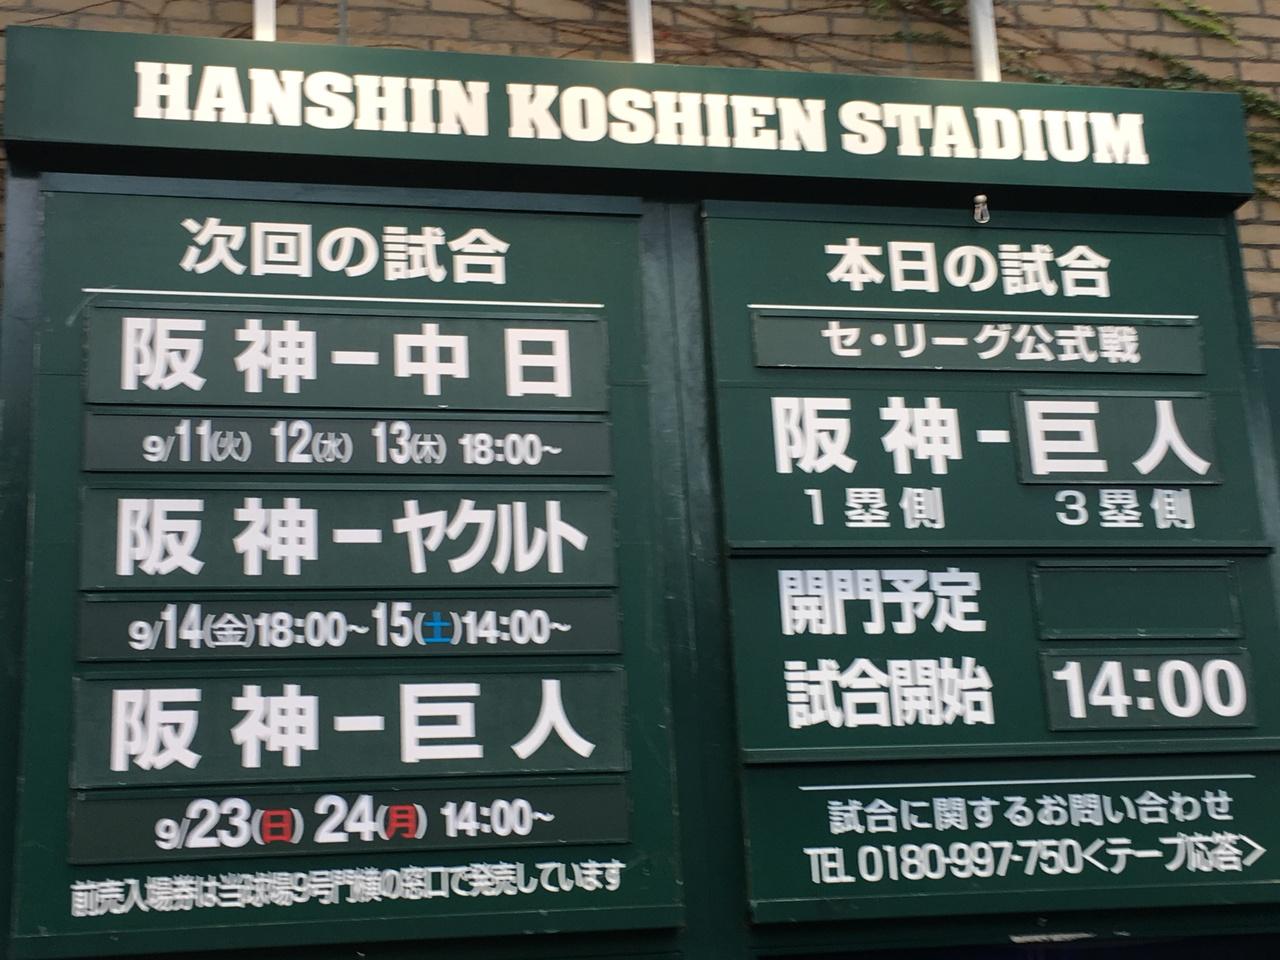 HANSHIN KOSHIEN STADIUM
次回の試合
阪神ー中日
9/11(火) 12(水) 13(木) 18:00~
阪神ーヤクルト
9/14(金)18:00~15(土)14:00~
阪神ー巨人
9/23(日) 24(月) 14:00~
前売入場券は当球場9号門横の窓口で発売しています
本日の試合
セ・リーグ公式戦
阪神-巨人
1塁側 3塁側
開門予定
試合開始 14:00
試合に関するお問い合わせ
TEL 0180-997-750<テープ応答>